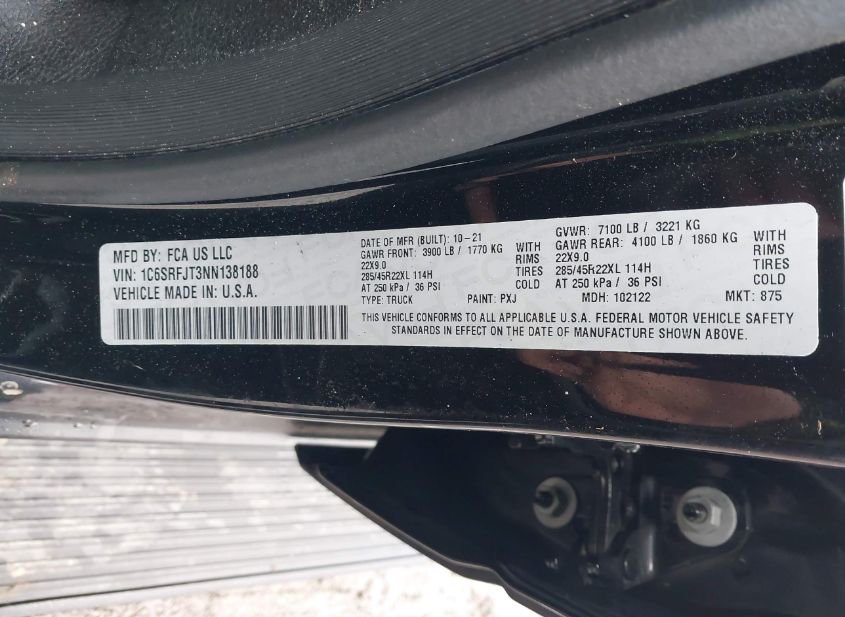 MFD BY: FCA US LLC
VIN: 1C6SRFJT3NN138188
VEHICLE MADE IN: U.S.A.
DATE OF MFR (BUILT): 10-21
GAWR FRONT: 3900 LB / 1770 KG WITH
22X9.0 RIMS
285/45R22XL 114H TIRES
AT 250 kPa / 36 PSI COLD
GVWR: 7100 LB / 3221 KG
GAWR REAR: 4100 LB / 1860 KG WITH
22X9.0 RIMS
285/45R22XL 114H TIRES
AT 250 kPa / 36 PSI COLD
TYPE: TRUCK PAINT: PXJ MDH: 102122 MKT: 875
THIS VEHICLE CONFORMS TO ALL APPLICABLE U.S.A. FEDERAL MOTOR VEHICLE SAFETY
STANDARDS IN EFFECT ON THE DATE OF MANUFACTURE SHOWN ABOVE.